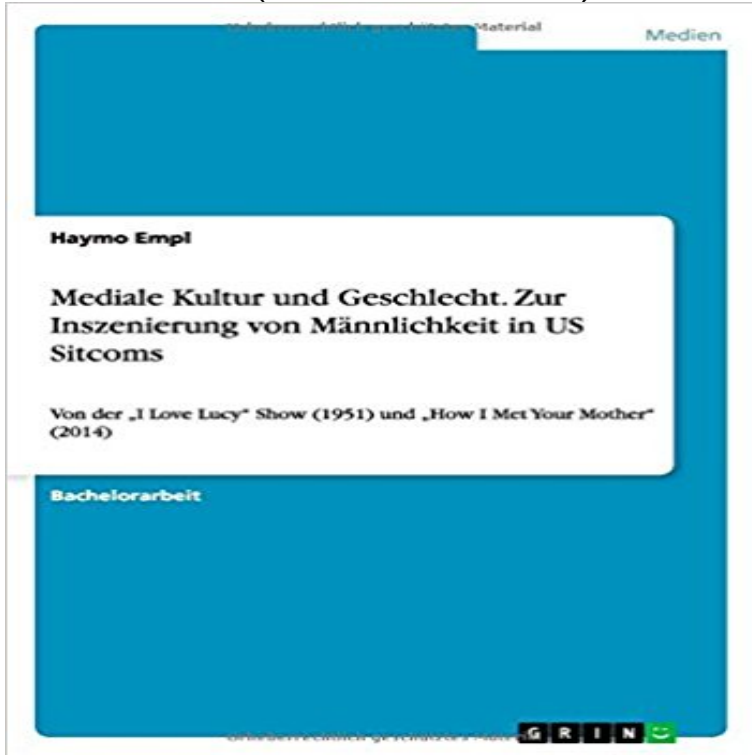 Material
Medien
Haymo Empl
Mediale Kultur und Geschlecht. Zur
Inszenierung von Männlichkeit in US
Sitcoms
Von der „I Love Lucy“ Show (1951) und „How I Met Your Mother“
(2014)
Bachelorarbeit
GRIN